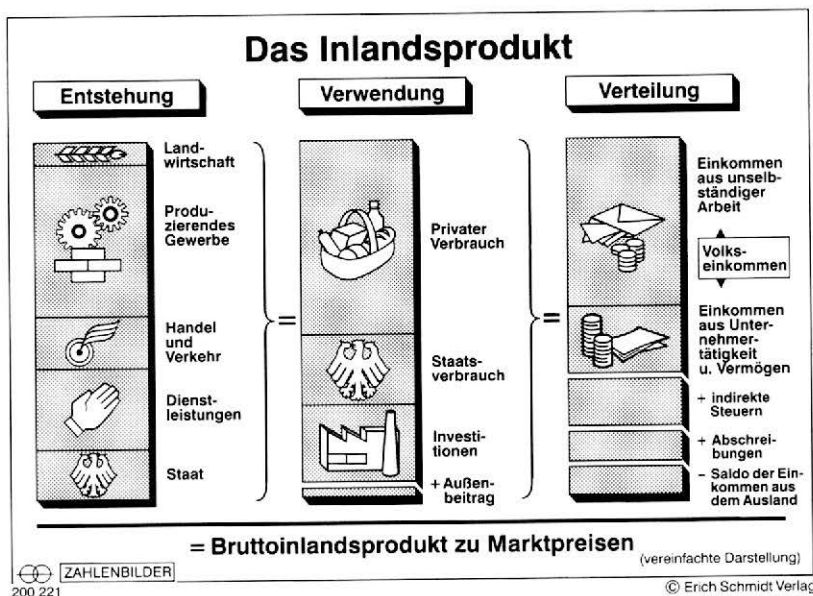 Das Inlandsprodukt
Entstehung
Land-
wirtschaft
Produ-
zierendes
Gewerbe
Handel
und
Verkehr
Dienst-
leistungen
Staat
=
Verwendung
Privater
Verbrauch
Staats-
verbrauch
Investi-
tionen
+ Außen-
beitrag
=
Verteilung
Einkommen
aus unselb-
ständiger
Arbeit
Volks-
einkommen
Einkommen
aus Unter-
nehmer-
tätigkeit
u. Vermögen
+ indirekte
Steuern
+ Abschrei-
bungen
– Saldo der Ein-
kommen aus
dem Ausland
= Bruttoinlandsprodukt zu Marktpreisen
(vereinfachte Darstellung)
ZAHLENBILDER
200 221
© Erich Schmidt Verlag